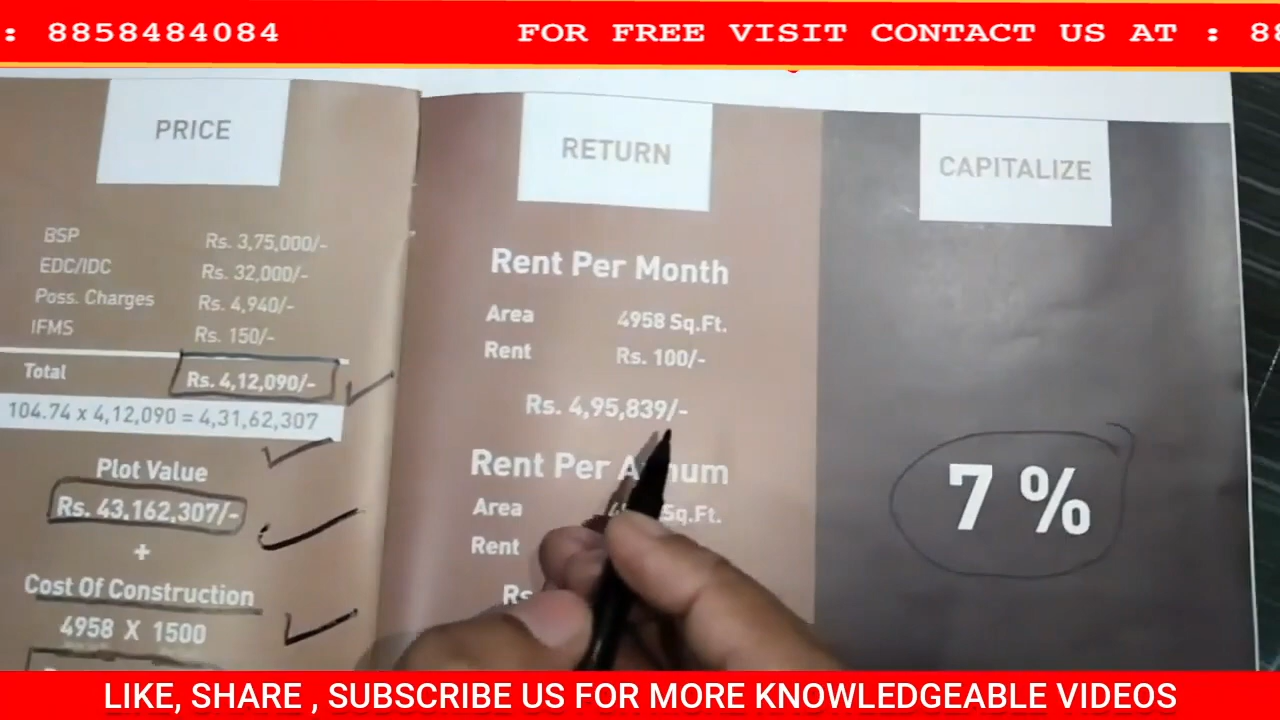 : 8858484084 FOR FREE VISIT CONTACT US AT : 88
PRICE
BSP Rs. 3,75,000/-
EDC/IDC Rs. 32,000/-
Poss. Charges Rs. 4,940/-
IFMS Rs. 150/-
Total Rs. 4,12,090/-
104.74 x 4,12,090 = 4,31,62,307
Plot Value
Rs. 43.162,307/-
+
Cost Of Construction
4958 X 1500
RETURN
Rent Per Month
Area 4958 Sq.Ft.
Rent Rs. 100/-
Rs. 4,95,839/-
Rent Per
Area Sq.Ft.
Rent
Rs
CAPITALIZE
7 %
LIKE, SHARE , SUBSCRIBE US FOR MORE KNOWLEDGEABLE VIDEOS